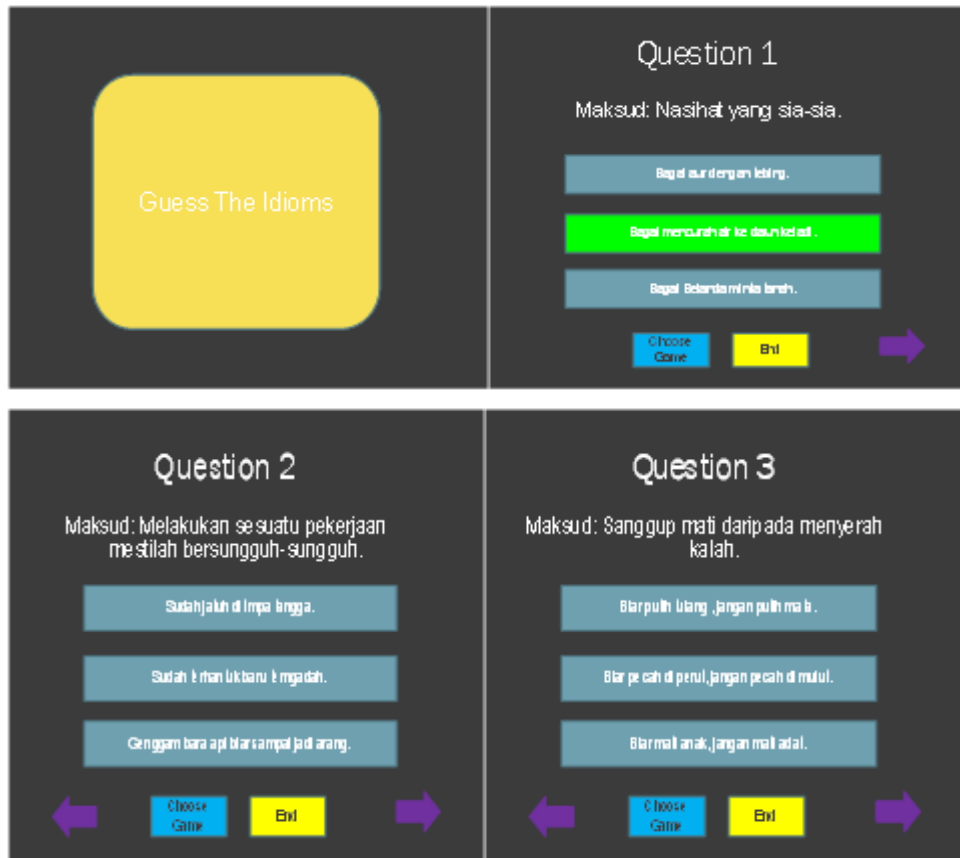 Guess The Idioms
Question 1
Maksud: Nasihat yang sia-sia.
Bagai aur dengan tebing.
Bagai mencurah air ke daun keladi.
Bagai Belanda minta tanah.
Choose
Game
End
Question 2
Maksud: Melakukan sesuatu pekerjaan
mestilah bersungguh-sungguh.
Sudah jatuh di impa tangga.
Sudah terhantuk baru tengadah.
Genggam bara api biar sampai jadi arang.
Choose
Game
End
Question 3
Maksud: Sanggup mati daripada menyerah
kalah.
Biar putih tulang, jangan putih mata.
Biar pecah di perut, jangan pecah di mulut.
Biar mati anak, jangan mati adat.
Choose
Game
End